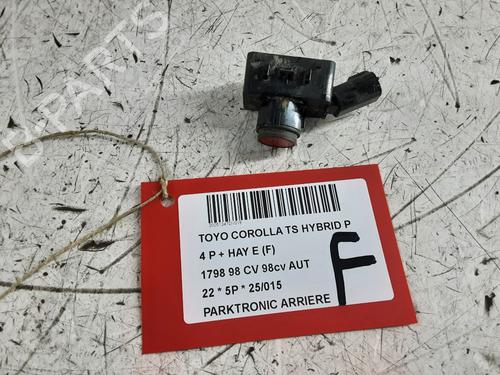 B-PARTS
TOYO COROLLA TS HYBRID P
4 P + HAY E (F)
1798 98 CV 98cv AUT
22 * 5P * 25/015
PARKTRONIC ARRIERE
F